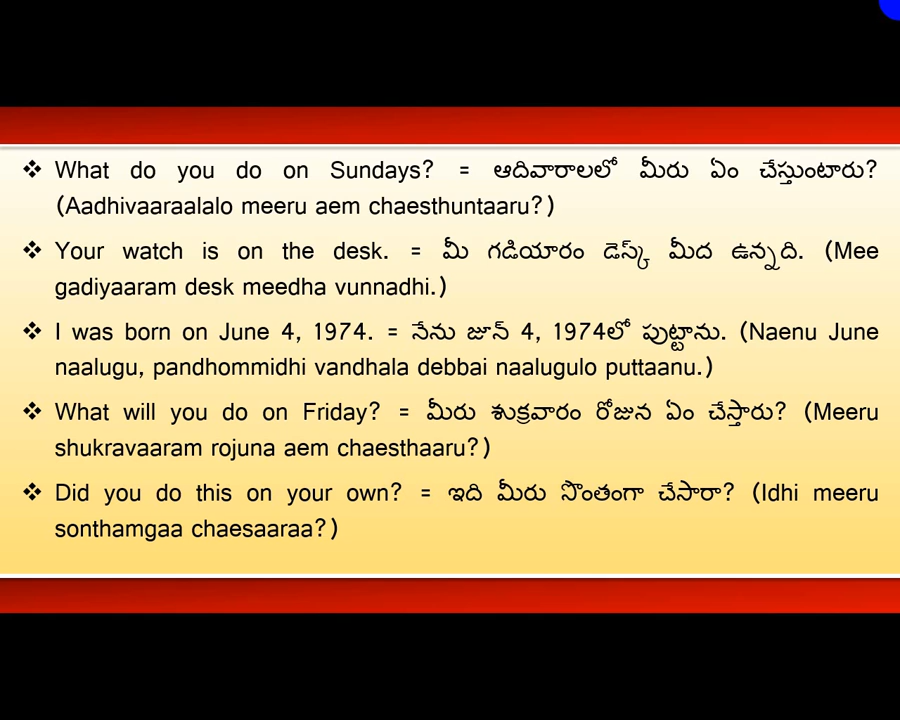 ❖ What do you do on Sundays? = ఆదివారాలలో మీరు ఏం చేస్తుంటారు?
(Aadhivaaraalalo meeru aem chaesthuntaaru?)
❖ Your watch is on the desk. = మీ గడియారం డెస్క్ మీద ఉన్నది. (Mee
gadiyaaram desk meedha vunnadhi.)
❖ I was born on June 4, 1974. = నేను జూన్ 4, 1974లో పుట్టాను. (Naenu June
naalugu, pandhommidhi vandhala debbai naalugulo puttaanu.)
❖ What will you do on Friday? = మీరు శుక్రవారం రోజున ఏం చేస్తారు? (Meeru
shukravaaram rojuna aem chaesthaaru?)
❖ Did you do this on your own? = ఇది మీరు సొంతంగా చేసారా? (Idhi meeru
sonthamgaa chaesaaraa?)